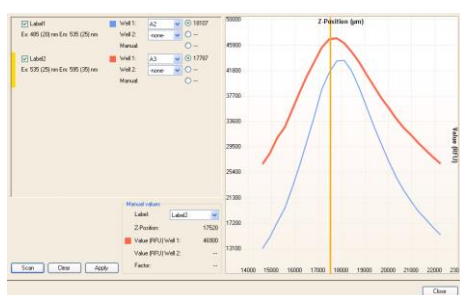 Label1
Well 1: A2 18107
Ex: 485 (20) nm Em: 535 (25) nm
Well 2: -none- --
Manual: --
Label2
Well 1: A3 17787
Ex: 535 (25) nm Em: 595 (35) nm
Well 2: -none- --
Manual: --
Manual values
Label: Label2
Z-Position: 17520
Value (RFU) Well 1: 46900
Value (RFU) Well 2: --
Factor: --
Scan Clear Apply
Z-Position (µm)
50000
45900
41800
37700
33600
29500
25400
21300
17200
13100
Value (RFU)
14000 15000 16000 17000 18000 19000 20000 21000 22000 230
Close